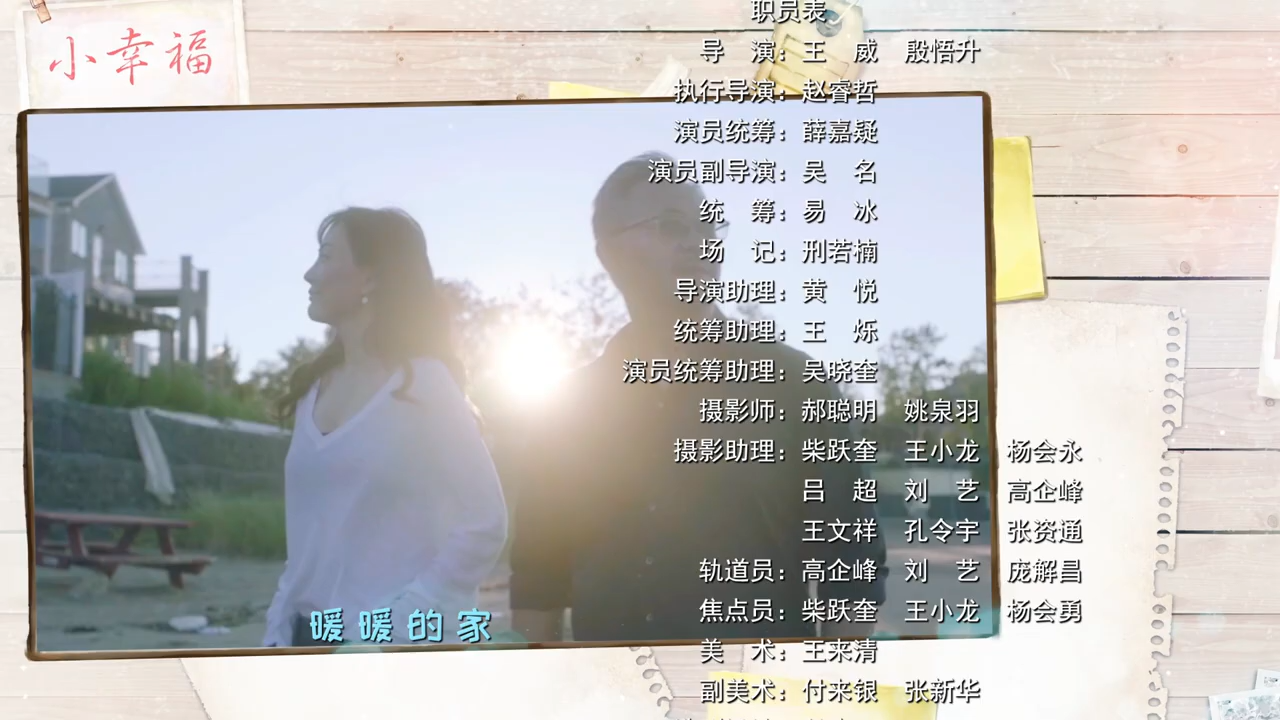 小幸福
职员表
导 演：王 威 殷悟升
执行导演：赵睿哲
演员统筹：薛嘉疑
演员副导演：吴 名
统 筹：易 冰
场 记：刑若楠
导演助理：黄 悦
统筹助理：王 烁
演员统筹助理：吴晓奎
摄影师：郝聪明 姚泉羽
摄影助理：柴跃奎 王小龙 杨会永
吕 超 刘 艺 高企峰
王文祥 孔令宇 张资通
轨道员：高企峰 刘 艺 庞解昌
焦点员：柴跃奎 王小龙 杨会勇
美 术：王来清
副美术：付来银 张新华
暖暖的家